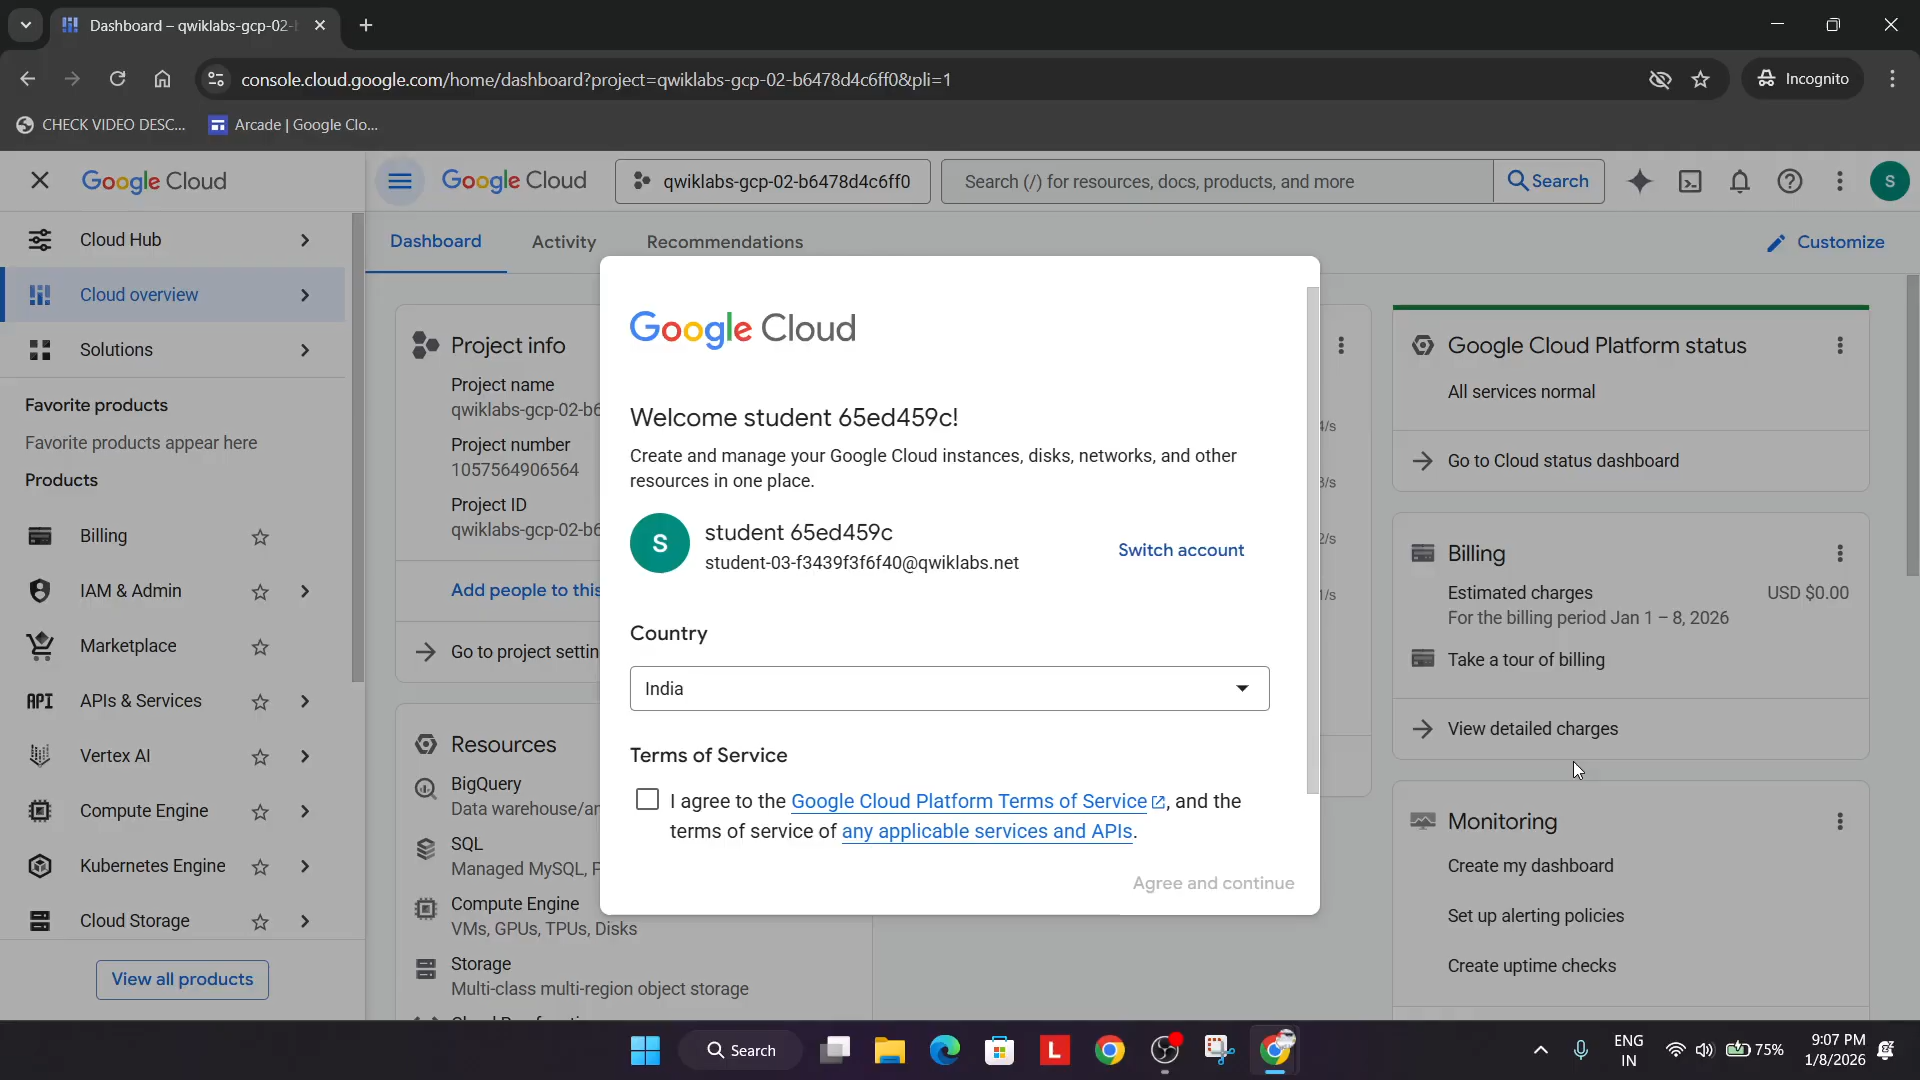 Dashboard – qwiklabs-gcp-02-
console.cloud.google.com/home/dashboard?project=qwiklabs-gcp-02-b6478d4c6ff0&pli=1
Incognito
CHECK VIDEO DESC...
Arcade | Google Clo...
Google Cloud
Google Cloud
qwiklabs-gcp-02-b6478d4c6ff0
Search (/) for resources, docs, products, and more
Search
S
Cloud Hub
Cloud overview
Solutions
Favorite products
Favorite products appear here
Products
Billing
IAM & Admin
Marketplace
API APIs & Services
Vertex AI
Compute Engine
Kubernetes Engine
Cloud Storage
View all products
Dashboard
Activity
Recommendations
Customize
Project info
Project name
qwiklabs-gcp-02-b6
Project number
1057564906564
Project ID
qwiklabs-gcp-02-b6
Add people to this
Go to project settin
Resources
BigQuery
Data warehouse/an
SQL
Managed MySQL, P
Compute Engine
VMs, GPUs, TPUs, Disks
Storage
Multi-class multi-region object storage
Google Cloud
Welcome student 65ed459c!
Create and manage your Google Cloud instances, disks, networks, and other
resources in one place.
S
student 65ed459c
student-03-f3439f3f6f40@qwiklabs.net
Switch account
Country
India
Terms of Service
I agree to the Google Cloud Platform Terms of Service, and the
terms of service of any applicable services and APIs.
Agree and continue
4/s
3/s
2/s
1/s
Google Cloud Platform status
All services normal
Go to Cloud status dashboard
Billing
Estimated charges
USD $0.00
For the billing period Jan 1 – 8, 2026
Take a tour of billing
View detailed charges
Monitoring
Create my dashboard
Set up alerting policies
Create uptime checks
Search
L
ENG
IN
75%
9:07 PM
1/8/2026